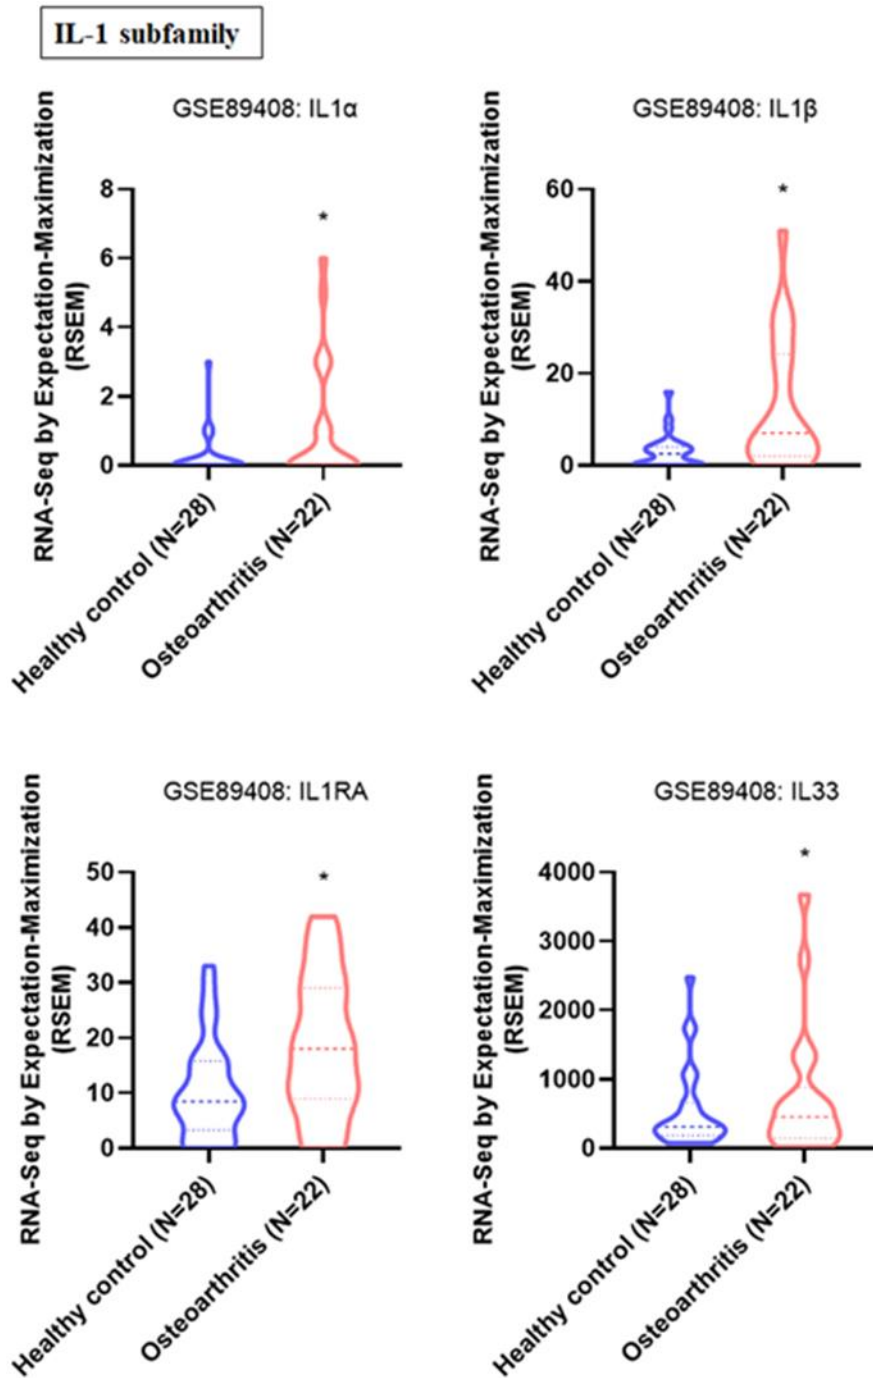 IL-1 subfamily
GSE89408: IL1α
RNA-Seq by Expectation-Maximization
(RSEM)
8
6
4
2
0
*
Healthy control (N=28)
Osteoarthritis (N=22)
GSE89408: IL1β
RNA-Seq by Expectation-Maximization
(RSEM)
60
40
20
0
*
Healthy control (N=28)
Osteoarthritis (N=22)
GSE89408: IL1RA
RNA-Seq by Expectation-Maximization
(RSEM)
50
40
30
20
10
0
*
Healthy control (N=28)
Osteoarthritis (N=22)
GSE89408: IL33
RNA-Seq by Expectation-Maximization
(RSEM)
4000
3000
2000
1000
0
*
Healthy control (N=28)
Osteoarthritis (N=22)